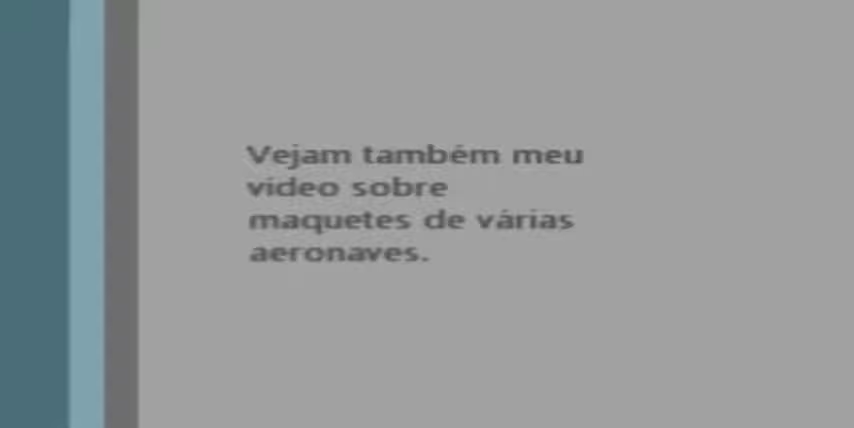 Vejam também meu
vídeo sobre
maquetes de várias
aeronaves.